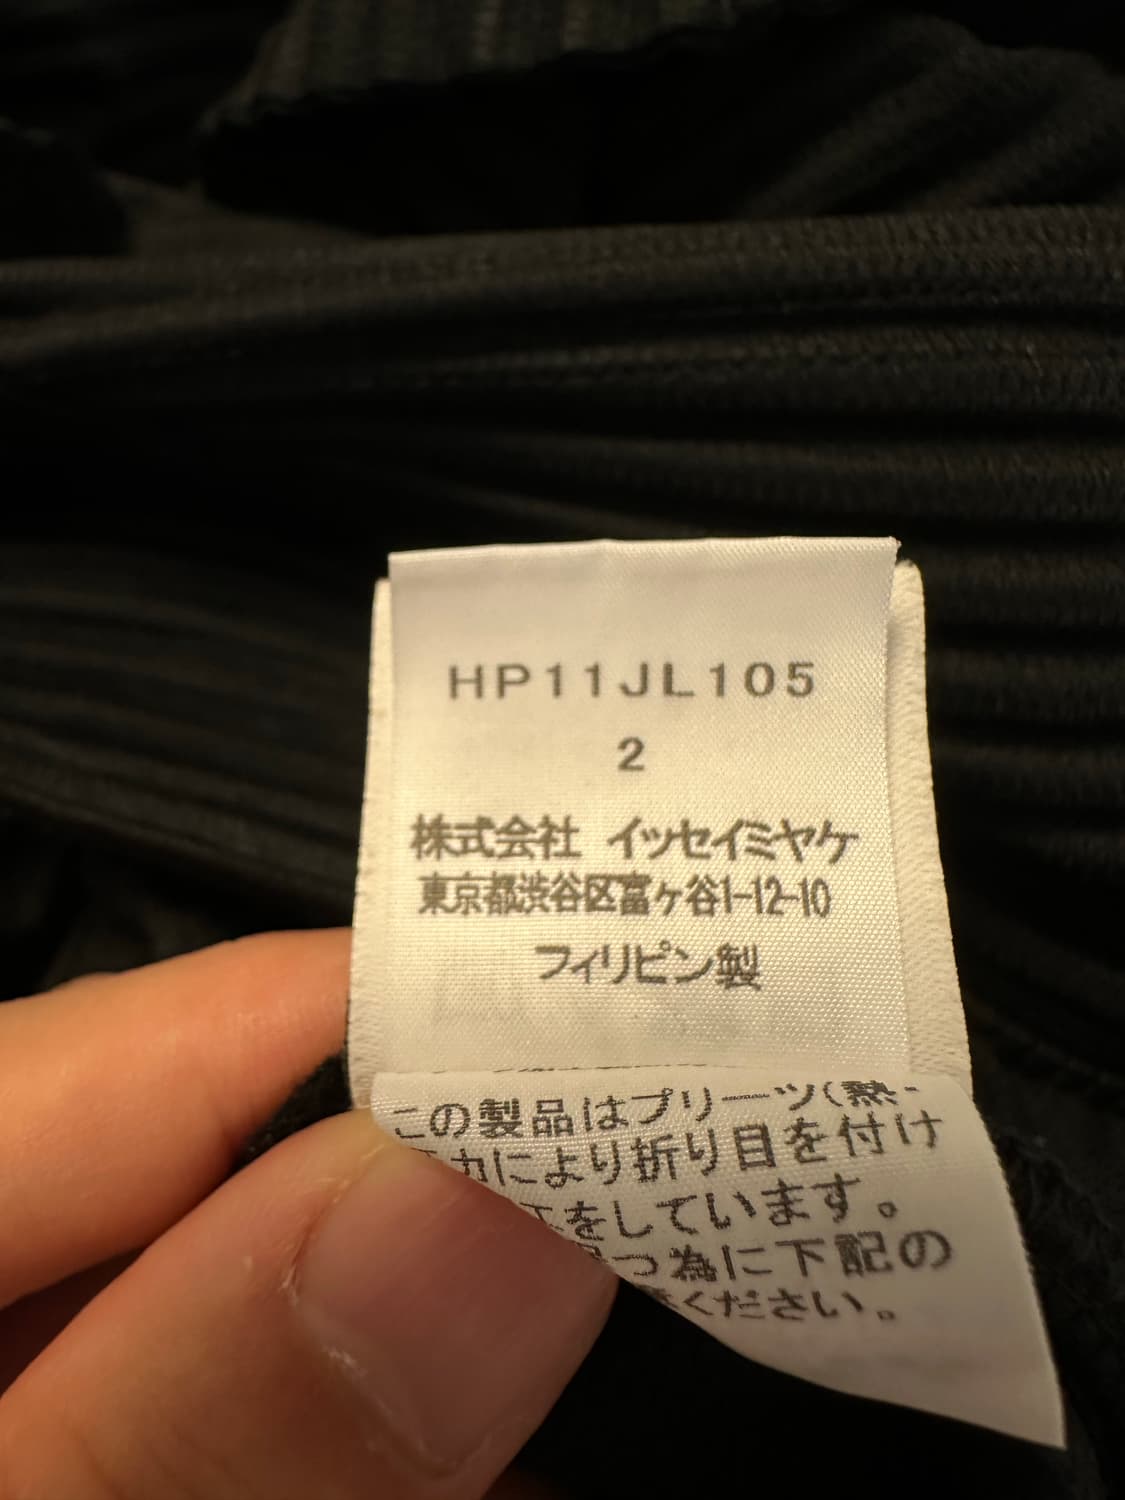 HP11JL105
2
株式会社 イッセイミヤケ
東京都渋谷区富ヶ谷1-12-10
フィリピン製
この製品はプリーツ(熱・
力により折り目を付け
をしています。
つ為に下記の
ください。